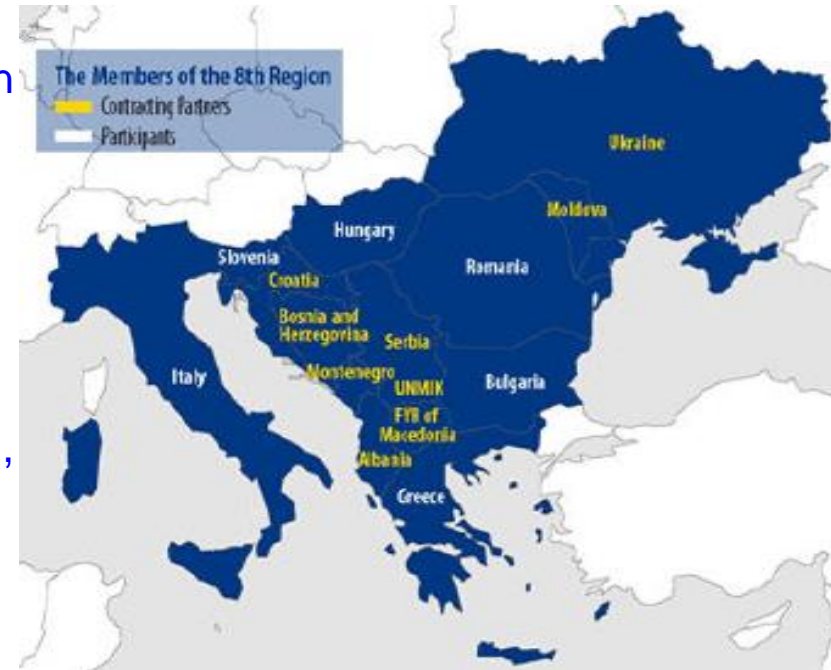 n
The Members of the 8th Region
Contracting Partners
Participants
Ukraine
Moldova
Hungary
Slovenia
Romania
Croatia
Bosnia and
Hercegovina
Serbia
Montenegro
Italy
UNMIK
Bulgaria
FYR of
Macedonia
,
Albania
Greece